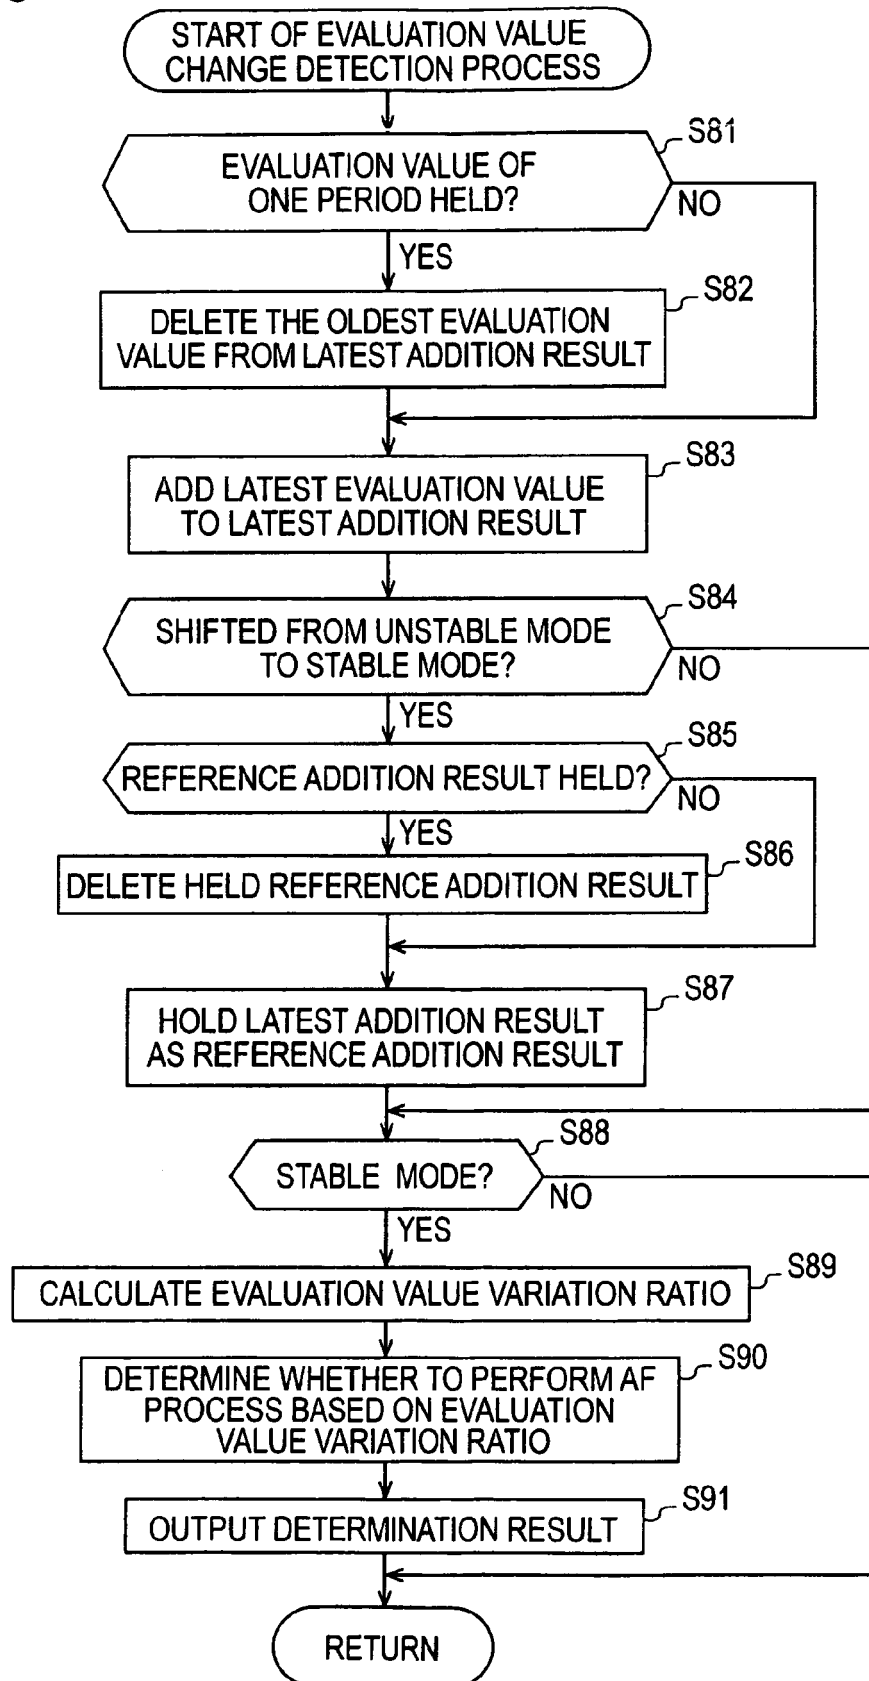 START OF EVALUATION VALUE
CHANGE DETECTION PROCESS
S81
EVALUATION VALUE OF
ONE PERIOD HELD?
NO
YES
S82
DELETE THE OLDEST EVALUATION
VALUE FROM LATEST ADDITION RESULT
S83
ADD LATEST EVALUATION VALUE
TO LATEST ADDITION RESULT
S84
SHIFTED FROM UNSTABLE MODE
TO STABLE MODE?
NO
YES
S85
REFERENCE ADDITION RESULT HELD?
NO
YES
S86
DELETE HELD REFERENCE ADDITION RESULT
S87
HOLD LATEST ADDITION RESULT
AS REFERENCE ADDITION RESULT
S88
STABLE MODE?
NO
YES
S89
CALCULATE EVALUATION VALUE VARIATION RATIO
S90
DETERMINE WHETHER TO PERFORM AF
PROCESS BASED ON EVALUATION
VALUE VARIATION RATIO
S91
OUTPUT DETERMINATION RESULT
RETURN